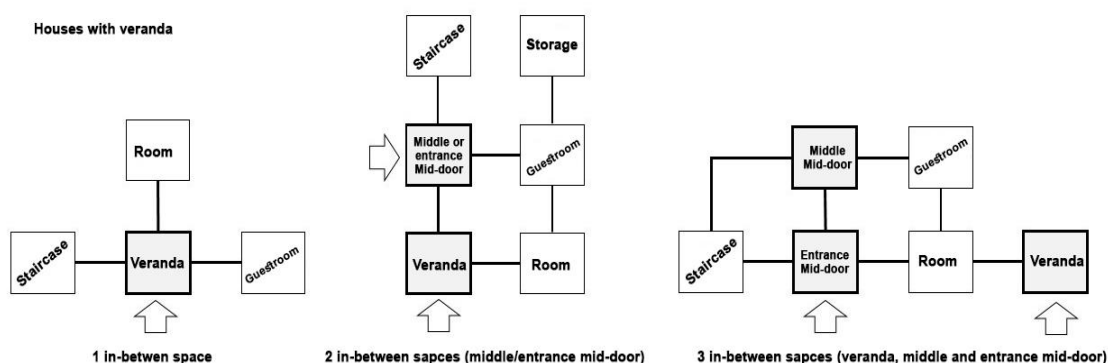 Houses with veranda
Room
Staircase
Veranda
Guestroom
1 in-betwen space
Staircase
Storage
Middle or
entrance
Mid-door
Guestroom
Veranda
Room
2 in-between sapces (middle/entrance mid-door)
Middle
Mid-door
Guestroom
Staircase
Entrance
Mid-door
Room
Veranda
3 in-between sapces (veranda, middle and entrance mid-door)